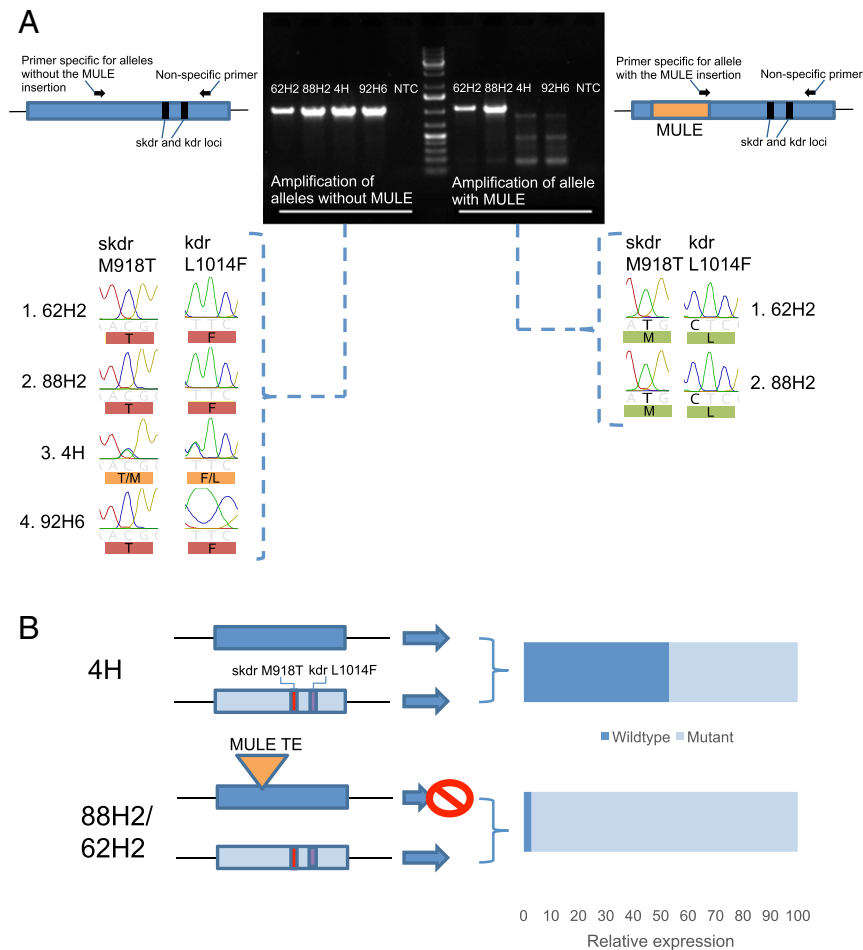 A
Primer specific for alleles
without the MULE
insertion
Non-specific primer
skdr and kdr loci
62H2 88H2 4H 92H6 NTC
62H2 88H2 4H 92H6 NTC
Amplification of
alleles without MULE
Amplification of allele
with MULE
Primer specific for allele
with the MULE insertion
Non-specific primer
MULE
skdr and kdr loci
skdr
M918T
kdr
L1014F
1. 62H2
A C G
T
T T C
F
2. 88H2
A C G
T
T T C
F
3. 4H
A C G
T/M
T T C
F/L
4. 92H6
A C G
T
T T C
F
skdr
M918T
kdr
L1014F
A T G
M
C T C
L
1. 62H2
A T G
M
C T C
L
2. 88H2
B
4H
skdr M918T kdr L1014F
MULE TE
88H2/
62H2
Wildtype Mutant
0 10 20 30 40 50 60 70 80 90 100
Relative expression